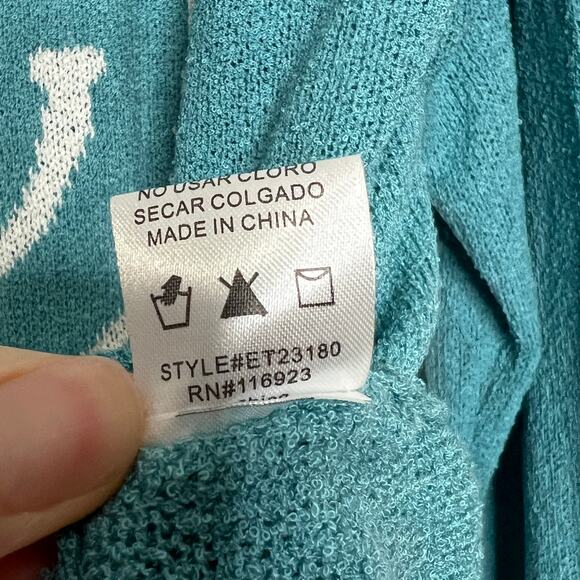 NO USAR CLORO
SECAR COLGADO
MADE IN CHINA
STYLE#ET23180
RN#116923